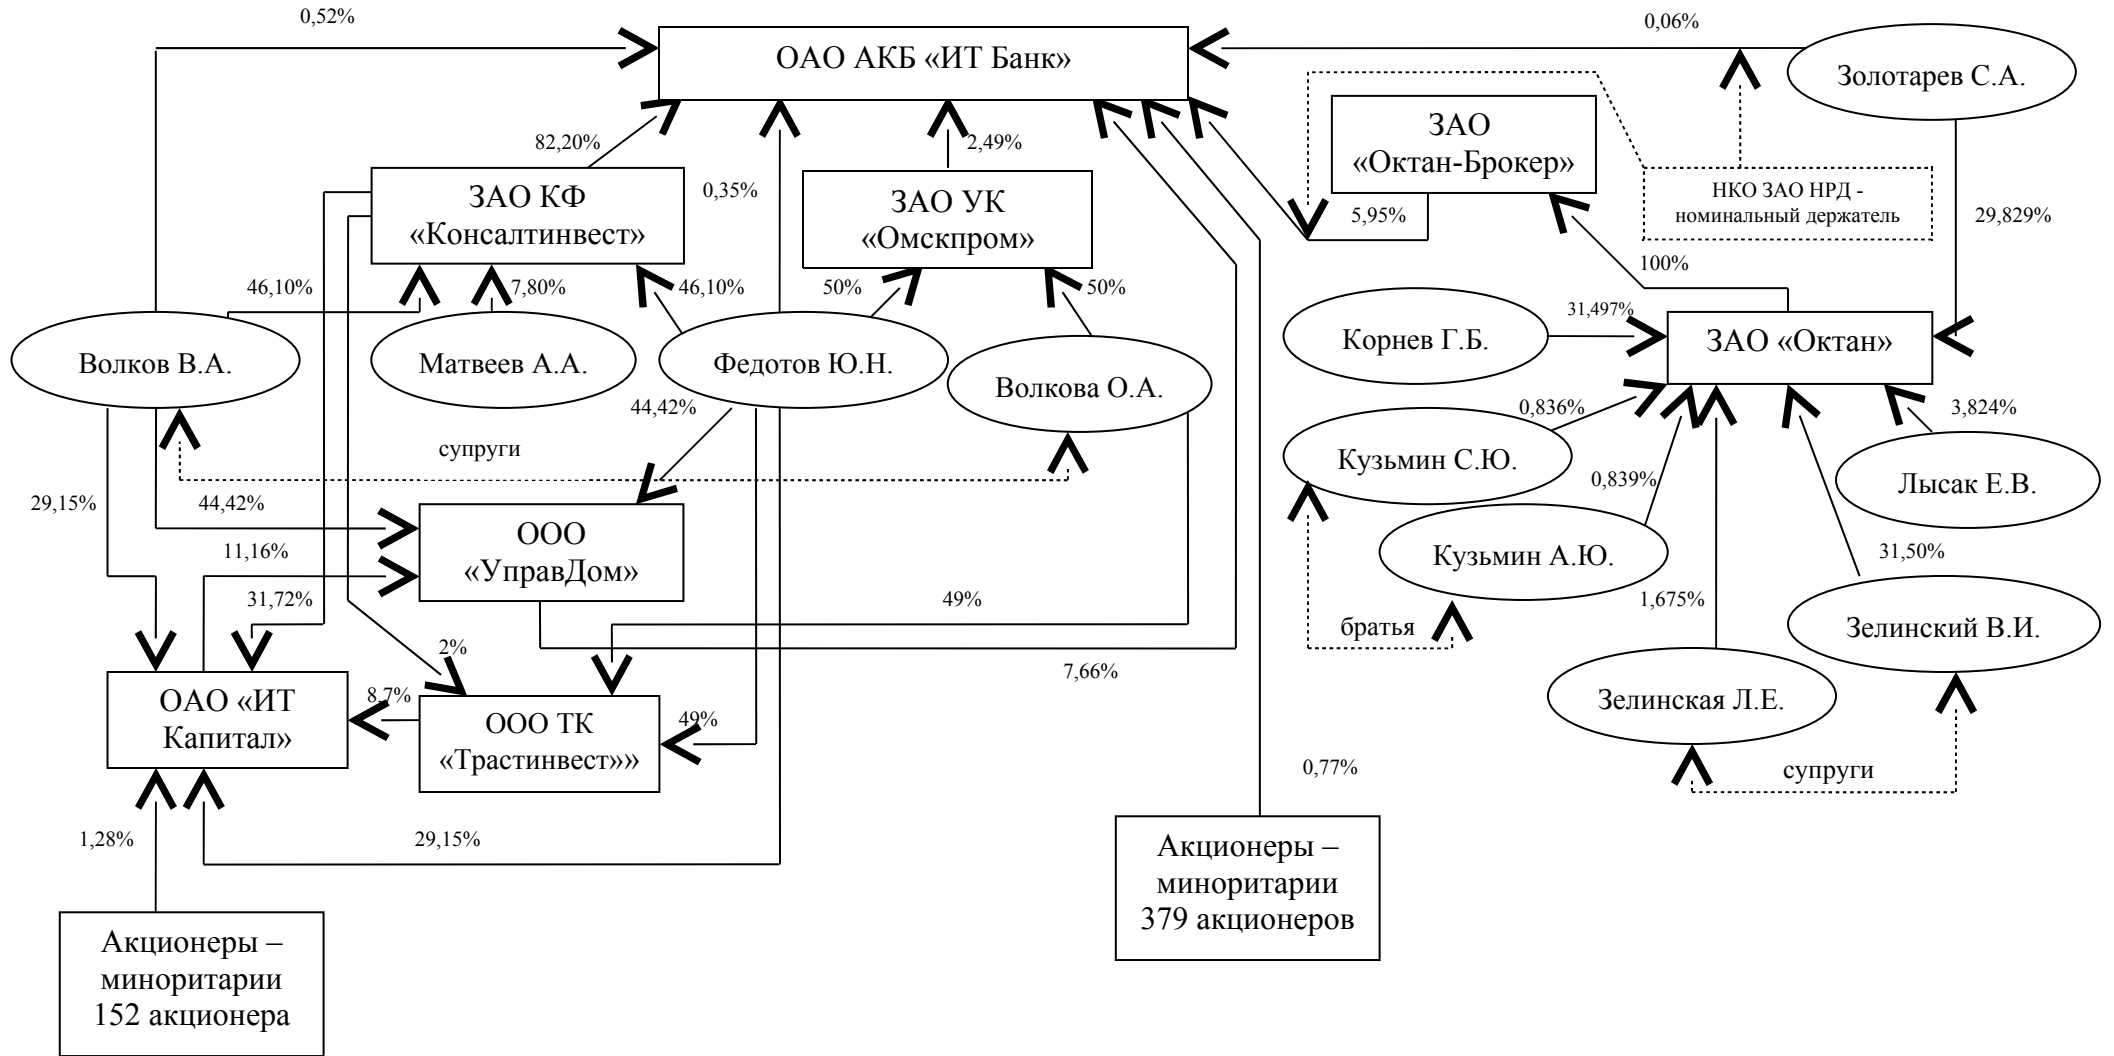 0,52%
0,06%
ОАО АКБ «ИТ Банк»
Золотарев С.А.
82,20%
2,49%
ЗАО
«Октан-Брокер»
0,35%
ЗАО КФ
«Консалтинвест»
ЗАО УК
«Омскпром»
5,95%
НКО ЗАО НРД -
номинальный держатель
29,829%
100%
46,10%
7,80%
46,10%
50%
50%
31,497%
Волков В.А.
Матвеев А.А.
Федотов Ю.Н.
Волкова О.А.
Корнев Г.Б.
ЗАО «Октан»
44,42%
0,836%
3,824%
супруги
Кузьмин С.Ю.
Лысак Е.В.
0,839%
29,15%
44,42%
11,16%
ООО
«УправДом»
Кузьмин А.Ю.
31,50%
31,72%
49%
1,675%
братья
Зелинский В.И.
2%
7,66%
8,7%
49%
ОАО «ИТ
Капитал»
ООО ТК
«Трастинвест»»
Зелинская Л.Е.
0,77%
супруги
1,28%
29,15%
Акционеры –
миноритарии
379 акционеров
Акционеры –
миноритарии
152 акционера